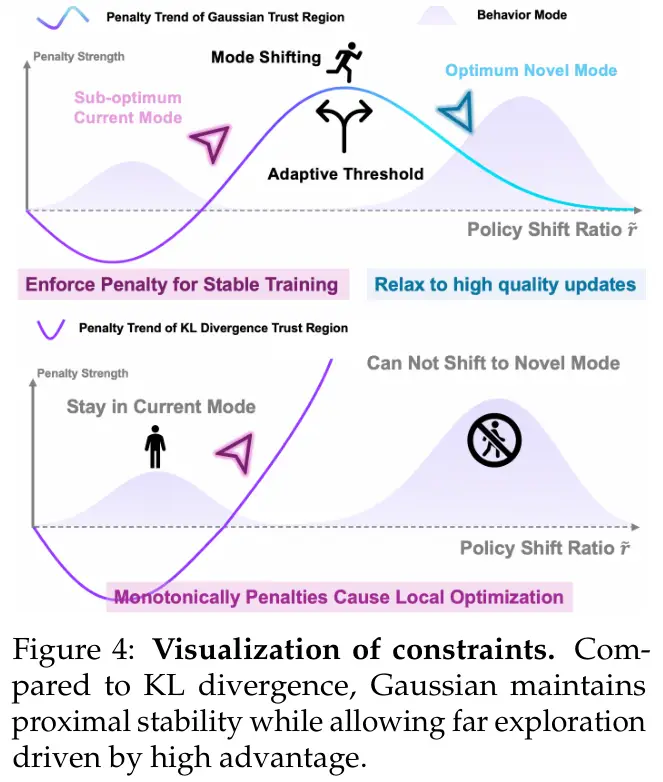 Penalty Trend of Gaussian Trust Region
Behavior Mode
Penalty Strength
Mode Shifting
Sub-optimum
Current Mode
Optimum Novel Mode
Adaptive Threshold
Policy Shift Ratio r̃
Enforce Penalty for Stable Training
Relax to high quality updates
Penalty Trend of KL Divergence Trust Region
Penalty Strength
Can Not Shift to Novel Mode
Stay in Current Mode
Policy Shift Ratio r̃
Monotonically Penalties Cause Local Optimization
Figure 4: Visualization of constraints. Com-
pared to KL divergence, Gaussian maintains
proximal stability while allowing far exploration
driven by high advantage.